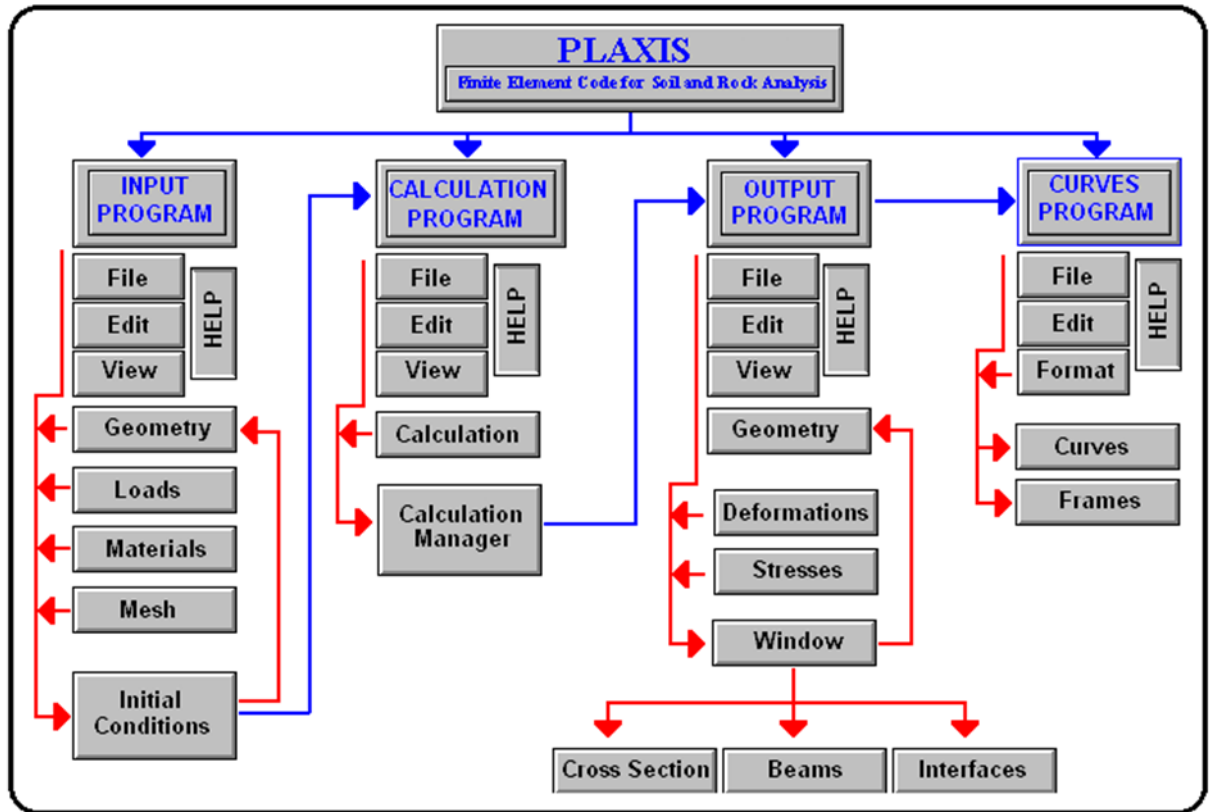 PLAXIS
Finite Element Code for Soil and Rock Analysis
INPUT
PROGRAM
File
Edit
View
HELP
Geometry
Loads
Materials
Mesh
Initial
Conditions
CALCULATION
PROGRAM
File
Edit
View
HELP
Calculation
Calculation
Manager
OUTPUT
PROGRAM
File
Edit
View
HELP
Geometry
Deformations
Stresses
Window
Cross Section
Beams
Interfaces
CURVES
PROGRAM
File
Edit
Format
HELP
Curves
Frames